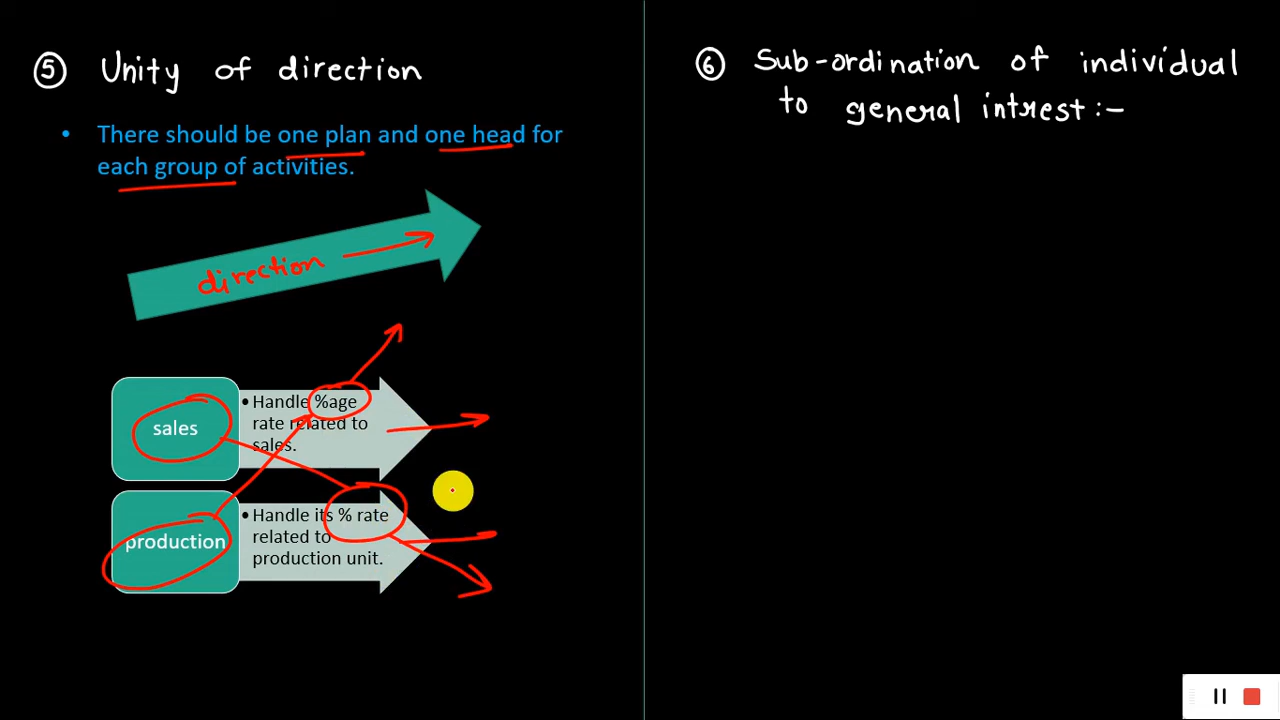 ⑤ Unity of direction
• There should be one plan and one head for
each group of activities.
direction
sales
• Handle %age
rate related to
sales.
production
• Handle its % rate
related to
production unit.
⑥ Sub-ordination of individual
to general intrest :-